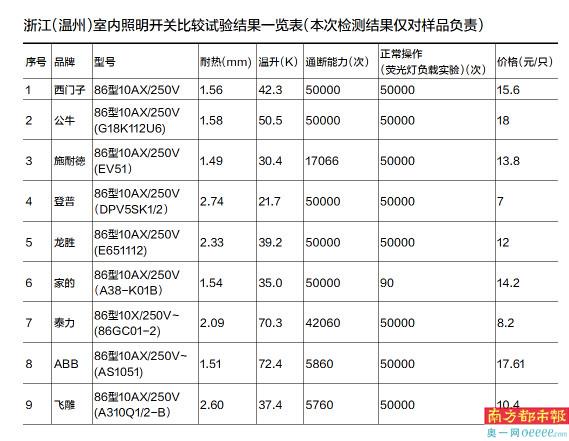 浙江（温州）室内照明开关比较试验结果一览表（本次检测结果仅对样品负责）
序号 品牌 型号 耐热(mm) 温升(K) 通断能力(次) 正常操作(荧光灯负载实验)(次) 价格(元/只)
1 西门子 86型10AX/250V 1.56 42.3 50000 50000 15.6
2 公牛 86型10AX/250V (G18K112U6) 1.58 50.5 50000 50000 18
3 施耐德 86型10AX/250V (EV51) 1.49 30.4 17066 50000 13.8
4 登普 86型10AX/250V (DPV5SK1/2) 2.74 21.7 50000 50000 7
5 龙胜 86型10AX/250V (E651112) 2.33 39.2 50000 50000 12
6 家的 86型10AX/250V (A38-K01B) 1.54 35.0 50000 90 14.2
7 泰力 86型10X/250V~ (86GC01-2) 2.09 70.3 42060 50000 8.2
8 ABB 86型10AX/250V~ (AS1051) 1.51 72.4 5860 50000 17.61
9 飞雕 86型10AX/250V (A310Q1/2-B) 2.60 37.4 5760 50000 10.4
南方都市报
奥一网oeeee.com